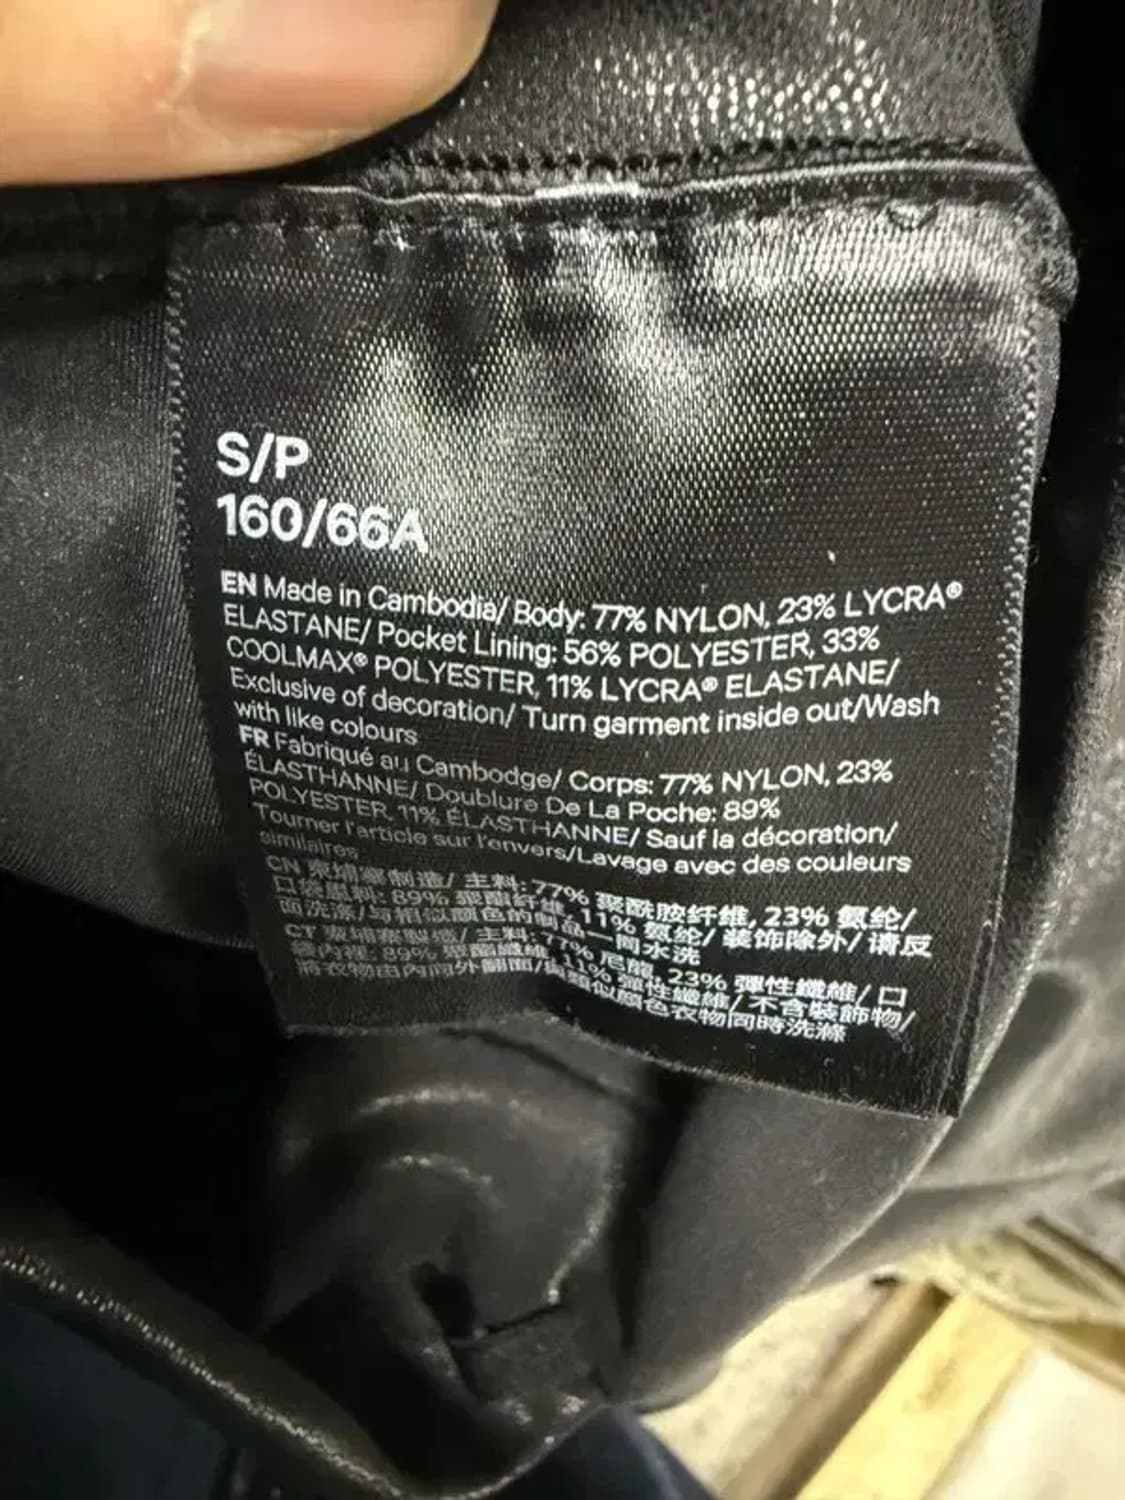 S/P
160/66A
EN Made in Cambodia/ Body: 77% NYLON, 23% LYCRA®
ELASTANE/ Pocket Lining: 56% POLYESTER, 33%
COOLMAX® POLYESTER, 11% LYCRA® ELASTANE/
Exclusive of decoration/ Turn garment inside out/Wash
with like colours
FR Fabriqué au Cambodge/ Corps: 77% NYLON, 23%
ÉLASTHANNE/ Doublure De La Poche: 89%
POLYESTER, 11% ÉLASTHANNE/ Sauf la décoration/
Tourner l'article sur l'envers/Lavage avec des couleurs
similaires
CN 柬埔寨制造/ 主料: 77% 聚酰胺纤维, 23% 氨纶/
口袋里料: 89% 聚酯纤维, 11% 氨纶/ 装饰除外/ 请反
面洗涤/与相似颜色的制品一同水洗
CT 柬埔寨製造/ 主料: 77% 尼龍, 23% 彈性纖維/ 口
袋內裡: 89% 聚酯纖維, 11% 彈性纖維/ 不含裝飾物/
將衣物由內向外翻面/與類似顏色衣物同時洗滌